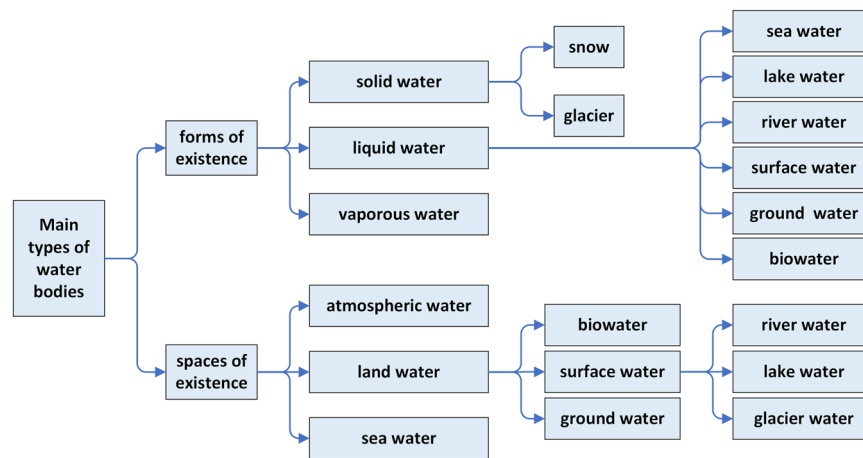 Main
types of
water
bodies
forms of
existence
solid water
snow
glacier
liquid water
sea water
lake water
river water
surface water
ground water
biowater
vaporous water
spaces of
existence
atmospheric water
land water
biowater
surface water
river water
lake water
glacier water
ground water
sea water